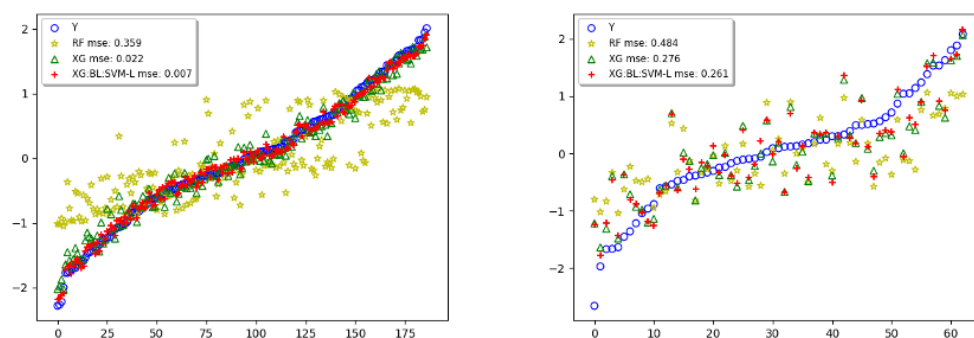 Y
RF mse: 0.359
XG mse: 0.022
XG:BL:SVM-L mse: 0.007
2
1
0
−1
−2
0 25 50 75 100 125 150 175
Y
RF mse: 0.484
XG mse: 0.276
XG:BL:SVM-L mse: 0.261
2
1
0
−1
−2
0 10 20 30 40 50 60